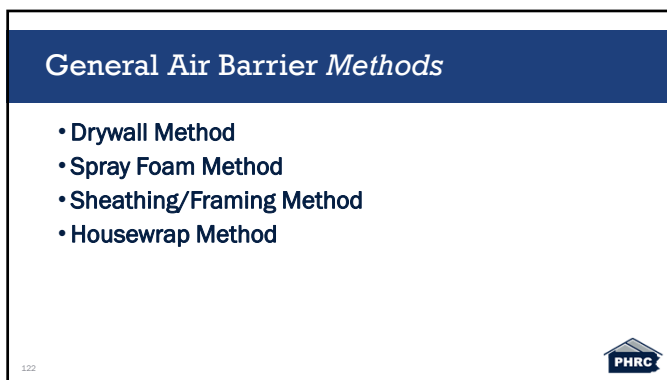 General Air Barrier Methods
• Drywall Method
• Spray Foam Method
• Sheathing/Framing Method
• Housewrap Method
122
PHRC